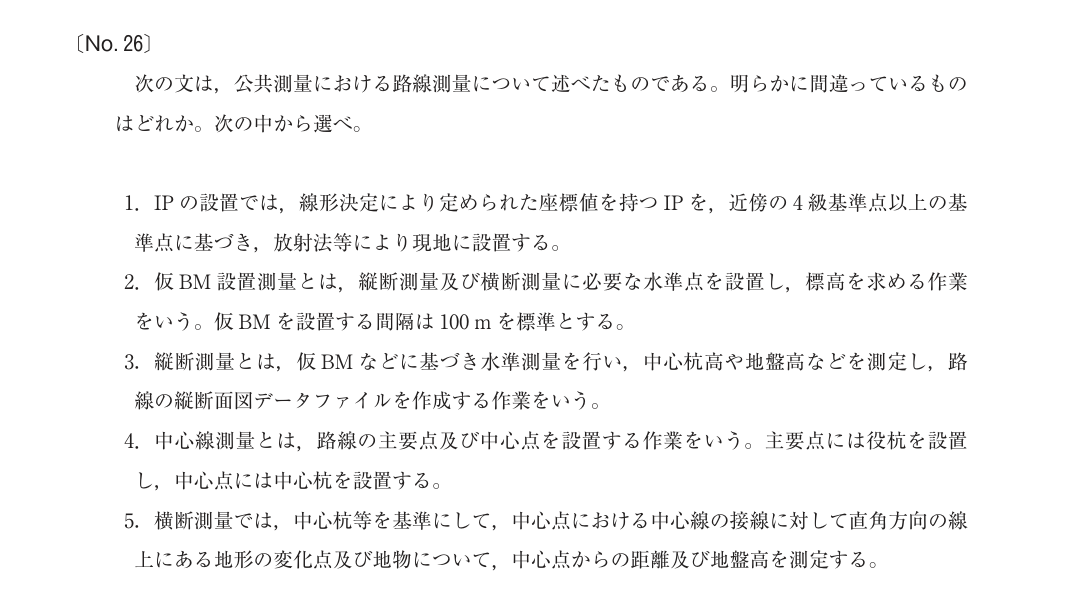 〔No. 26〕
次の文は，公共測量における路線測量について述べたものである。明らかに間違っているもの
はどれか。次の中から選べ。
1．IP の設置では，線形決定により定められた座標値を持つ IP を，近傍の 4 級基準点以上の基
準点に基づき，放射法等により現地に設置する。
2．仮 BM 設置測量とは，縦断測量及び横断測量に必要な水準点を設置し，標高を求める作業
をいう。仮 BM を設置する間隔は 100 m を標準とする。
3．縦断測量とは，仮 BM などに基づき水準測量を行い，中心杭高や地盤高などを測定し，路
線の縦断面図データファイルを作成する作業をいう。
4．中心線測量とは，路線の主要点及び中心点を設置する作業をいう。主要点には役杭を設置
し，中心点には中心杭を設置する。
5．横断測量では，中心杭等を基準にして，中心点における中心線の接線に対して直角方向の線
上にある地形の変化点及び地物について，中心点からの距離及び地盤高を測定する。